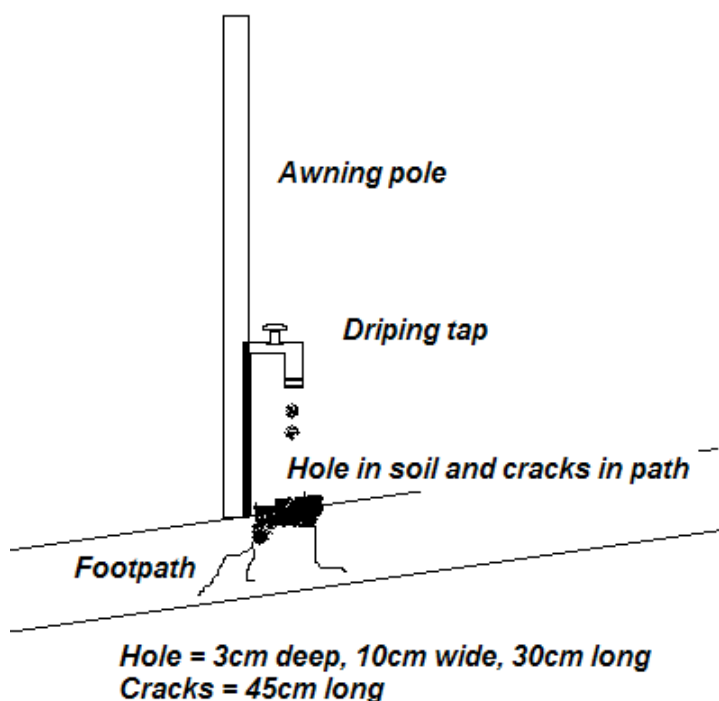 Awning pole
Driping tap
Hole in soil and cracks in path
Footpath
Hole = 3cm deep, 10cm wide, 30cm long
Cracks = 45cm long